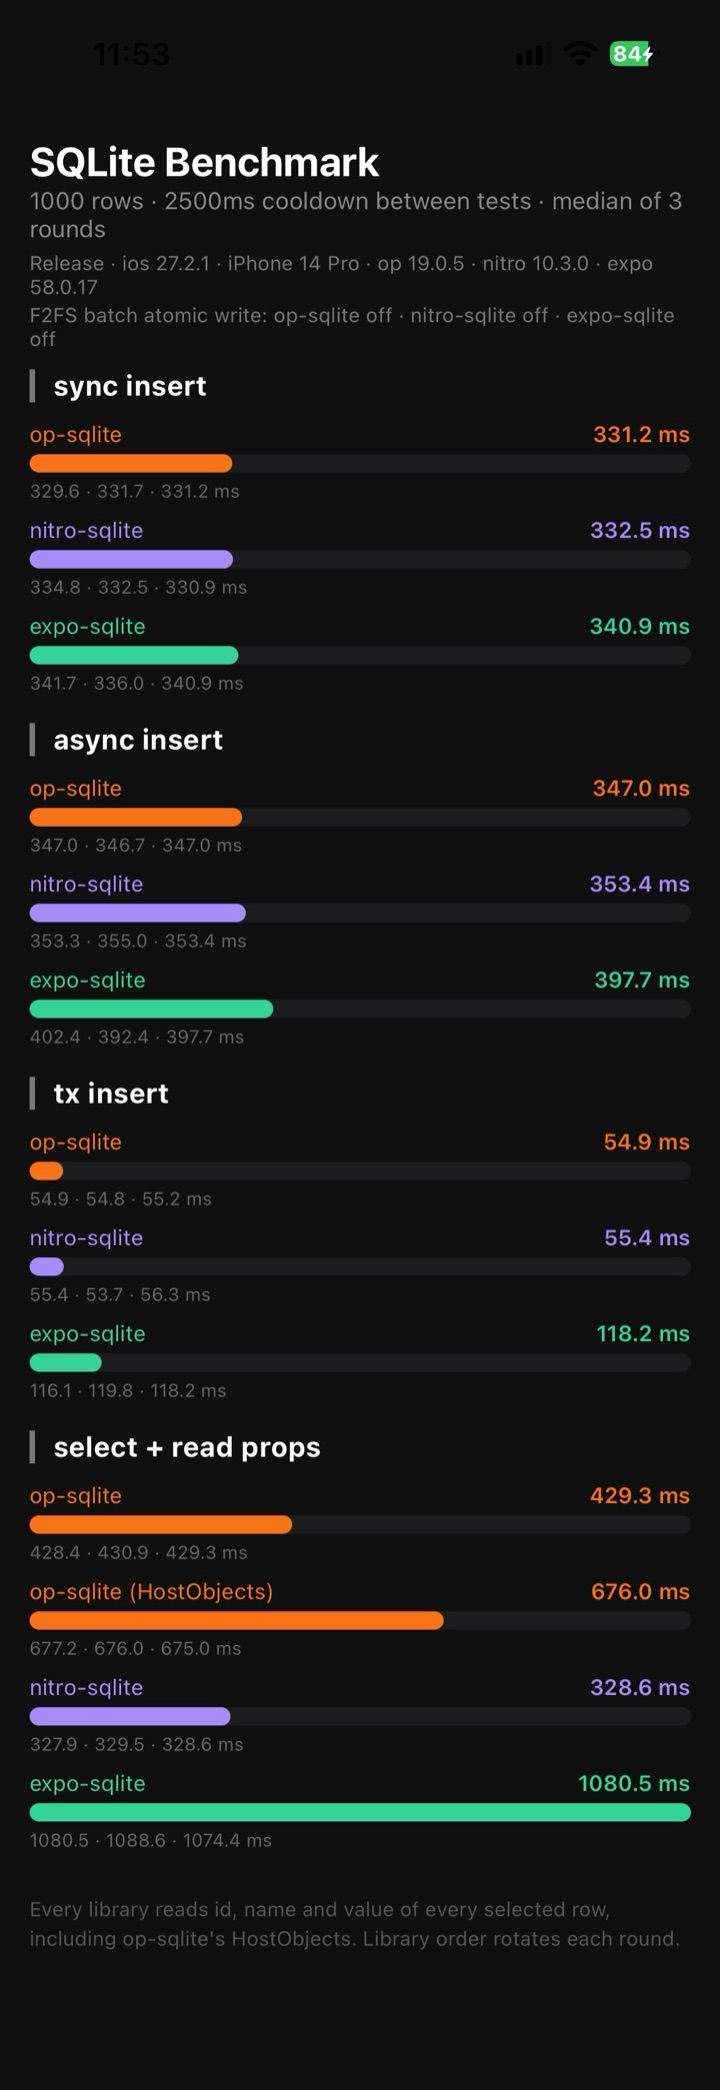 11:53
84
SQLite Benchmark
1000 rows · 2500ms cooldown between tests · median of 3
rounds
Release · ios 27.2.1 · iPhone 14 Pro · op 19.0.5 · nitro 10.3.0 · expo
58.0.17
F2FS batch atomic write: op-sqlite off · nitro-sqlite off · expo-sqlite
off
sync insert
op-sqlite 331.2 ms
329.6 · 331.7 · 331.2 ms
nitro-sqlite 332.5 ms
334.8 · 332.5 · 330.9 ms
expo-sqlite 340.9 ms
341.7 · 336.0 · 340.9 ms
async insert
op-sqlite 347.0 ms
347.0 · 346.7 · 347.0 ms
nitro-sqlite 353.4 ms
353.3 · 355.0 · 353.4 ms
expo-sqlite 397.7 ms
402.4 · 392.4 · 397.7 ms
tx insert
op-sqlite 54.9 ms
54.9 · 54.8 · 55.2 ms
nitro-sqlite 55.4 ms
55.4 · 53.7 · 56.3 ms
expo-sqlite 118.2 ms
116.1 · 119.8 · 118.2 ms
select + read props
op-sqlite 429.3 ms
428.4 · 430.9 · 429.3 ms
op-sqlite (HostObjects) 676.0 ms
677.2 · 676.0 · 675.0 ms
nitro-sqlite 328.6 ms
327.9 · 329.5 · 328.6 ms
expo-sqlite 1080.5 ms
1080.5 · 1088.6 · 1074.4 ms
Every library reads id, name and value of every selected row,
including op-sqlite's HostObjects. Library order rotates each round.